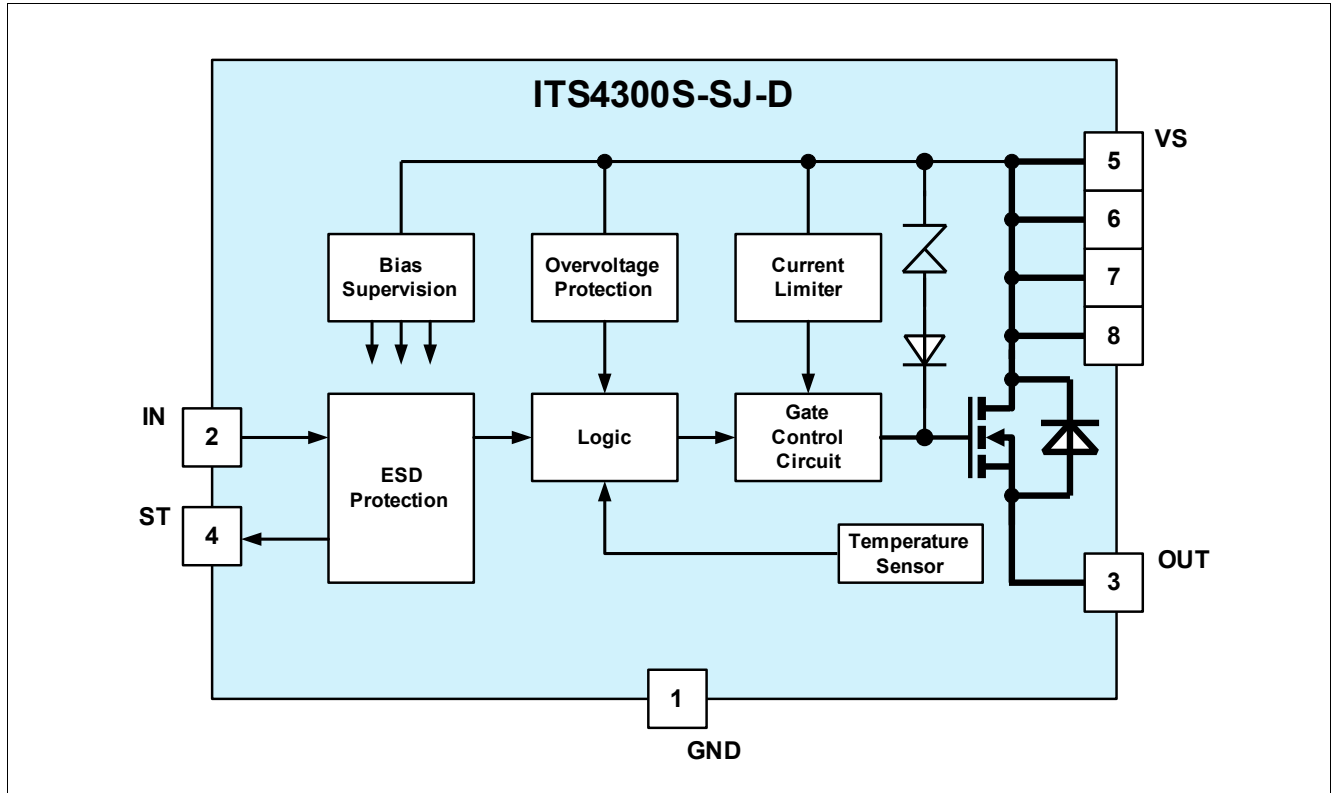 ITS4300S-SJ-D
VS
5
6
7
8
Bias
Supervision
Overvoltage
Protection
Current
Limiter
IN
2
ESD
Protection
Logic
Gate
Control
Circuit
ST
4
Temperature
Sensor
3
OUT
1
GND